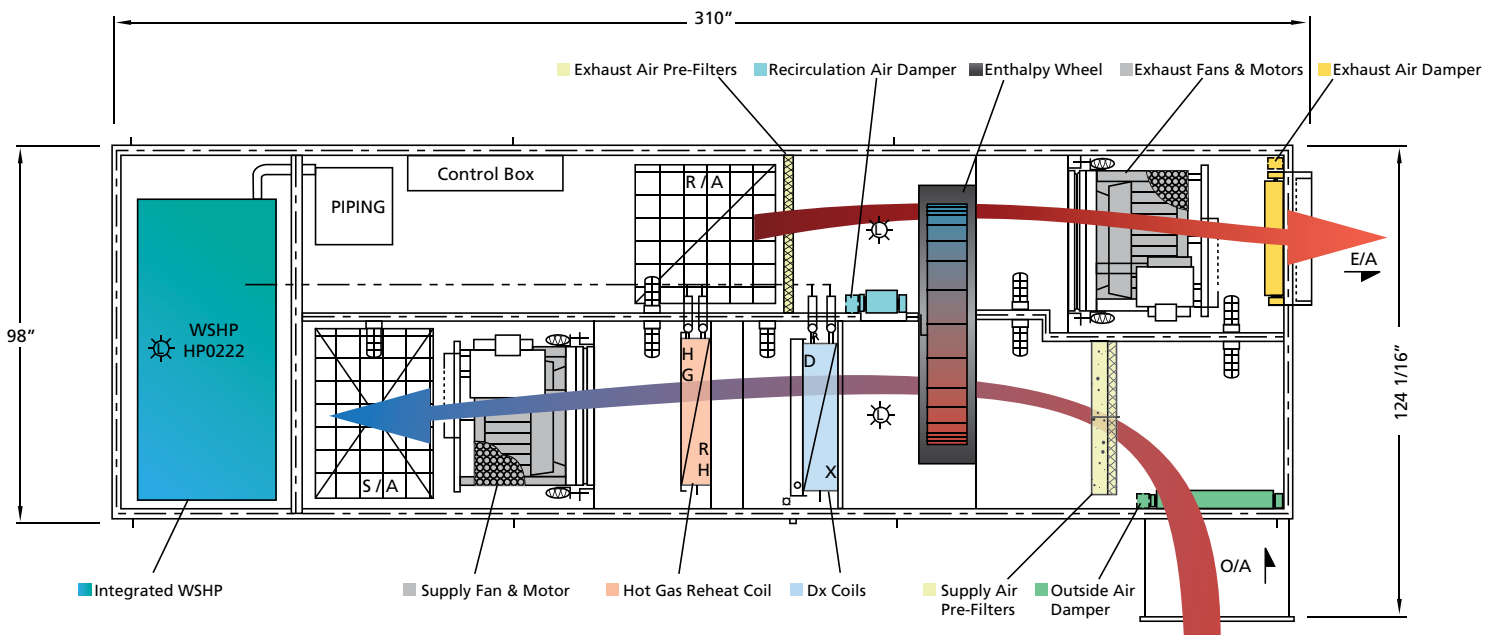 310"
Exhaust Air Pre-Filters
Recirculation Air Damper
Enthalpy Wheel
Exhaust Fans & Motors
Exhaust Air Damper
Control Box
R / A
PIPING
L
E/A
98"
WSHP
HP0222
L
124 1/16"
H
G
R
H
D
X
L
S / A
O/A
Integrated WSHP
Supply Fan & Motor
Hot Gas Reheat Coil
Dx Coils
Supply Air
Pre-Filters
Outside Air
Damper